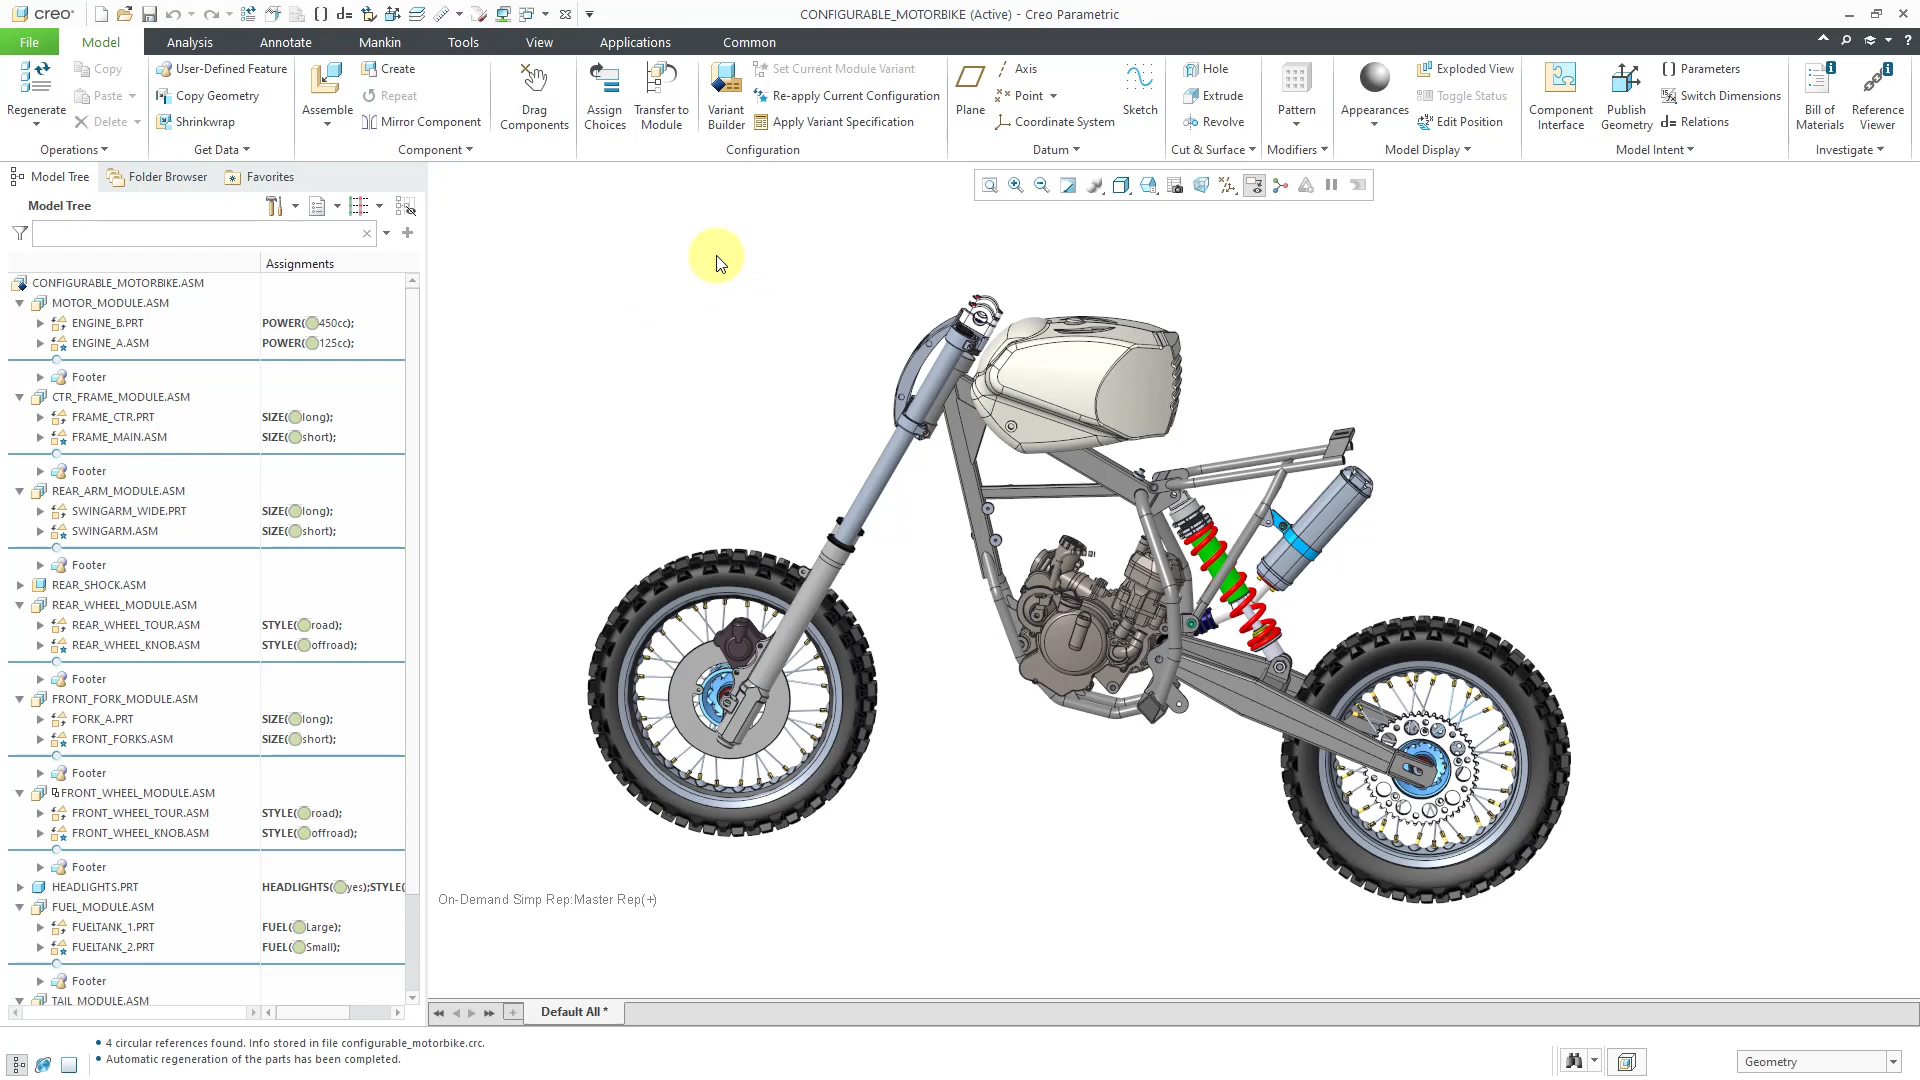 creo
CONFIGURABLE_MOTORBIKE (Active) - Creo Parametric
File
Model
Analysis
Annotate
Mankin
Tools
View
Applications
Common
Regenerate
Copy
Paste
Delete
Operations
User-Defined Feature
Copy Geometry
Shrinkwrap
Get Data
Assemble
Create
Repeat
Mirror Component
Component
Drag
Components
Assign
Choices
Transfer to
Module
Variant
Builder
Set Current Module Variant
Re-apply Current Configuration
Apply Variant Specification
Configuration
Plane
Axis
Point
Coordinate System
Sketch
Datum
Hole
Extrude
Revolve
Cut & Surface
Pattern
Modifiers
Appearances
Exploded View
Toggle Status
Edit Position
Model Display
Component
Interface
Publish
Geometry
Parameters
Switch Dimensions
Relations
Model Intent
Bill of
Materials
Reference
Viewer
Investigate
Model Tree
Folder Browser
Favorites
Model Tree
Assignments
CONFIGURABLE_MOTORBIKE.ASM
MOTOR_MODULE.ASM
ENGINE_B.PRT POWER(450cc);
ENGINE_A.ASM POWER(125cc);
Footer
CTR_FRAME_MODULE.ASM
FRAME_CTR.PRT SIZE(long);
FRAME_MAIN.ASM SIZE(short);
Footer
REAR_ARM_MODULE.ASM
SWINGARM_WIDE.PRT SIZE(long);
SWINGARM.ASM SIZE(short);
Footer
REAR_SHOCK.ASM
REAR_WHEEL_MODULE.ASM
REAR_WHEEL_TOUR.ASM STYLE(road);
REAR_WHEEL_KNOB.ASM STYLE(offroad);
Footer
FRONT_FORK_MODULE.ASM
FORK_A.PRT SIZE(long);
FRONT_FORKS.ASM SIZE(short);
Footer
FRONT_WHEEL_MODULE.ASM
FRONT_WHEEL_TOUR.ASM STYLE(road);
FRONT_WHEEL_KNOB.ASM STYLE(offroad);
Footer
HEADLIGHTS.PRT HEADLIGHTS(yes);STYLE(
FUEL_MODULE.ASM
FUELTANK_1.PRT FUEL(Large);
FUELTANK_2.PRT FUEL(Small);
Footer
TAIL_MODULE.ASM
On-Demand Simp Rep:Master Rep(+)
Default All *
• 4 circular references found. Info stored in file configurable_motorbike.crc.
• Automatic regeneration of the parts has been completed.
Geometry